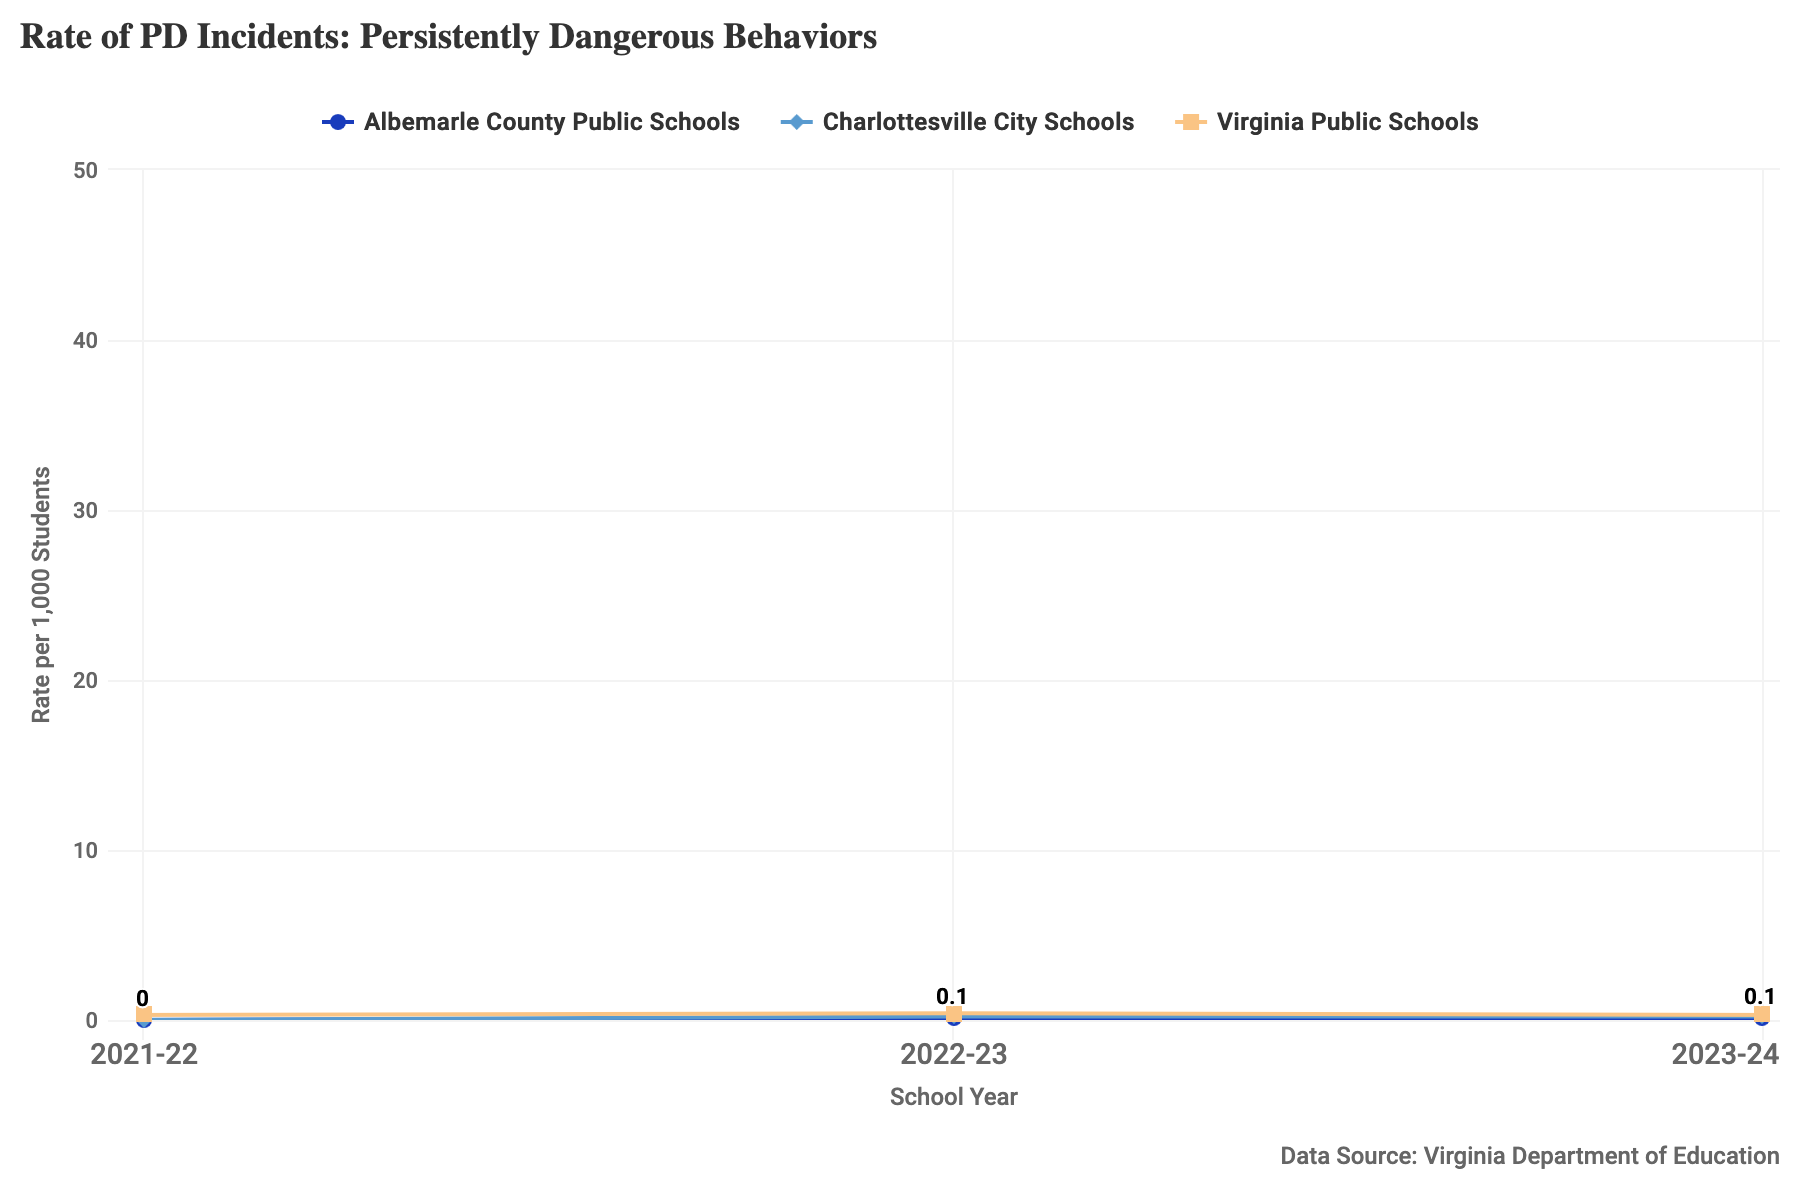 Rate of PD Incidents: Persistently Dangerous Behaviors
Albemarle County Public Schools Charlottesville City Schools Virginia Public Schools
50
40
30
20
10
0
Rate per 1,000 Students
0 0.1 0.1
2021-22 2022-23 2023-24
School Year
Data Source: Virginia Department of Education